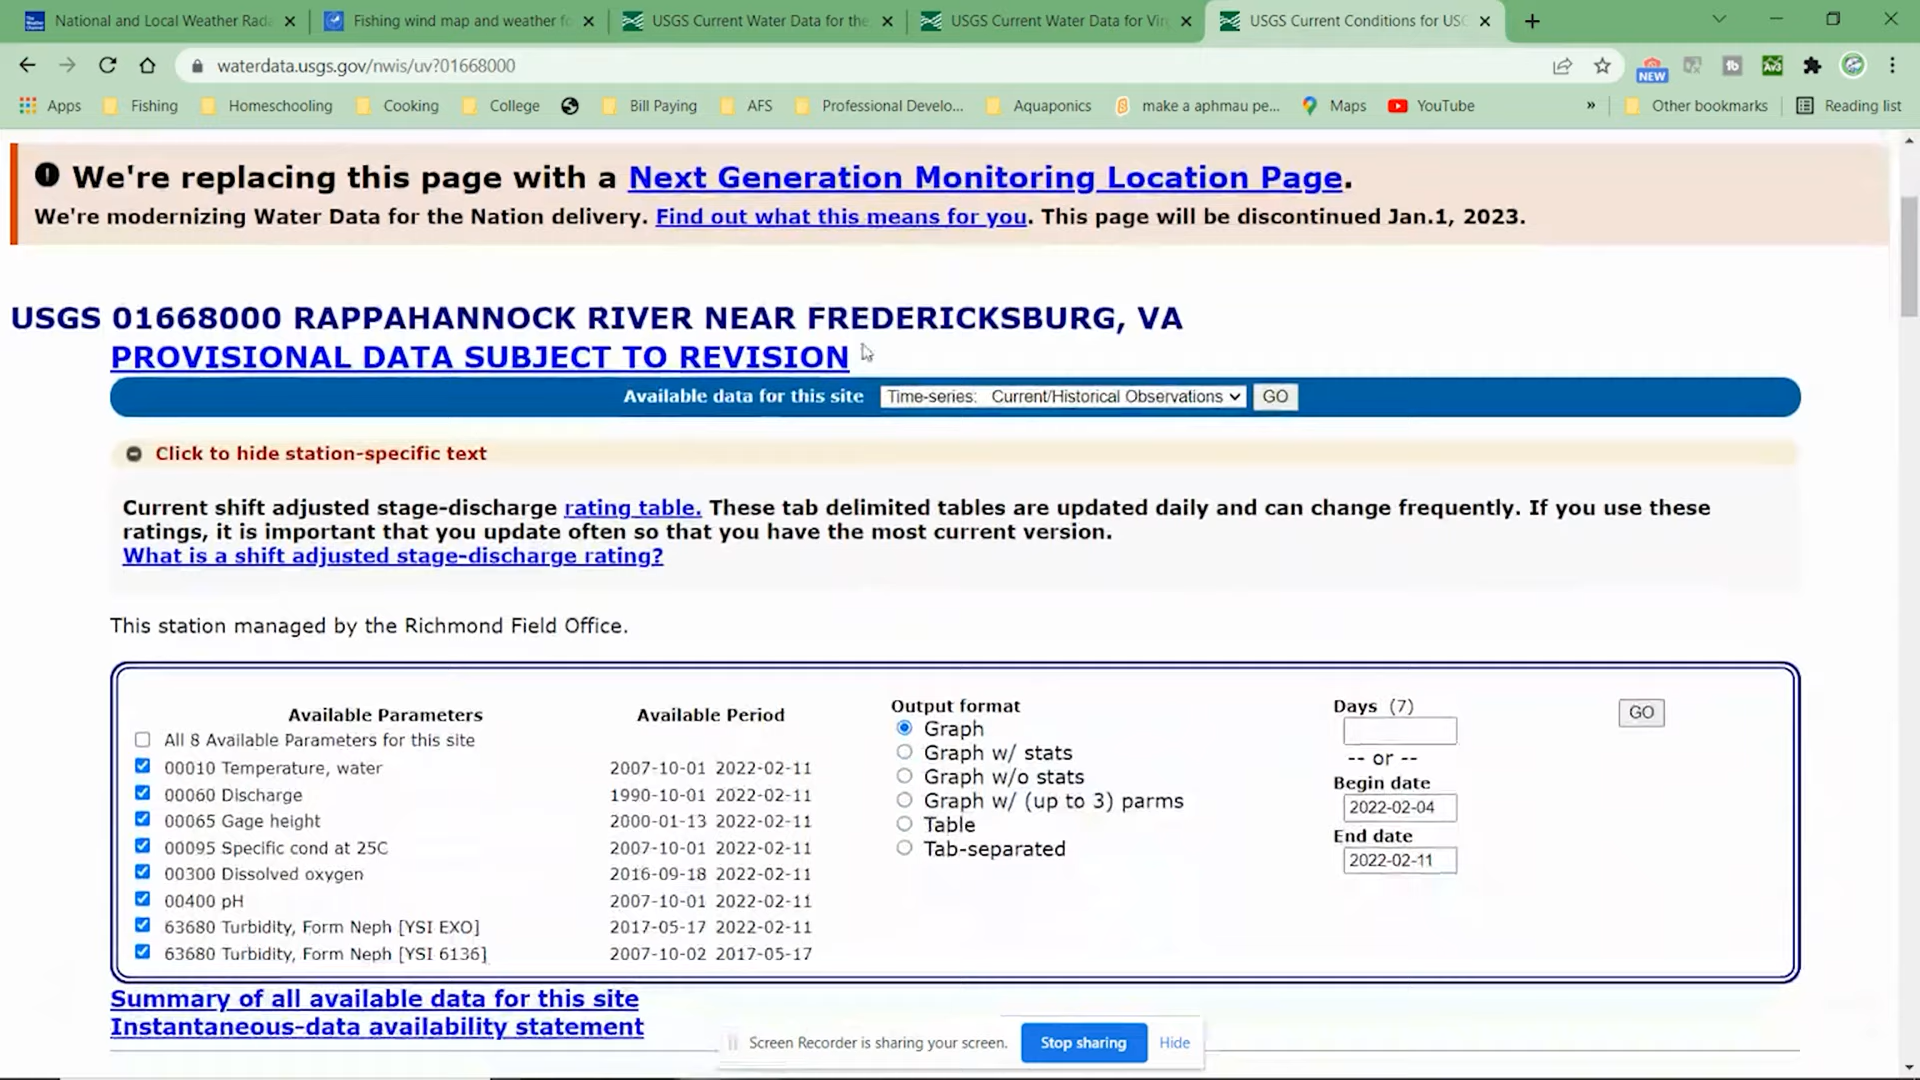 National and Local Weather Rada
Fishing wind map and weather fo
USGS Current Water Data for the
USGS Current Water Data for Virg
USGS Current Conditions for USG
waterdata.usgs.gov/nwis/uv?01668000
NEW
Apps
Fishing
Homeschooling
Cooking
College
Bill Paying
AFS
Professional Develo...
Aquaponics
make a aphmau pe...
Maps
YouTube
»
Other bookmarks
Reading list
We're replacing this page with a Next Generation Monitoring Location Page.
We're modernizing Water Data for the Nation delivery. Find out what this means for you. This page will be discontinued Jan.1, 2023.
USGS 01668000 RAPPAHANNOCK RIVER NEAR FREDERICKSBURG, VA
PROVISIONAL DATA SUBJECT TO REVISION
Available data for this site Time-series: Current/Historical Observations GO
Click to hide station-specific text
Current shift adjusted stage-discharge rating table. These tab delimited tables are updated daily and can change frequently. If you use these
ratings, it is important that you update often so that you have the most current version.
What is a shift adjusted stage-discharge rating?
This station managed by the Richmond Field Office.
Available Parameters Available Period
All 8 Available Parameters for this site
00010 Temperature, water 2007-10-01 2022-02-11
00060 Discharge 1990-10-01 2022-02-11
00065 Gage height 2000-01-13 2022-02-11
00095 Specific cond at 25C 2007-10-01 2022-02-11
00300 Dissolved oxygen 2016-09-18 2022-02-11
00400 pH 2007-10-01 2022-02-11
63680 Turbidity, Form Neph [YSI EXO] 2017-05-17 2022-02-11
63680 Turbidity, Form Neph [YSI 6136] 2007-10-02 2017-05-17
Output format
Graph
Graph w/ stats
Graph w/o stats
Graph w/ (up to 3) parms
Table
Tab-separated
Days (7)
-- or --
Begin date
2022-02-04
End date
2022-02-11
GO
Summary of all available data for this site
Instantaneous-data availability statement
Screen Recorder is sharing your screen. Stop sharing Hide